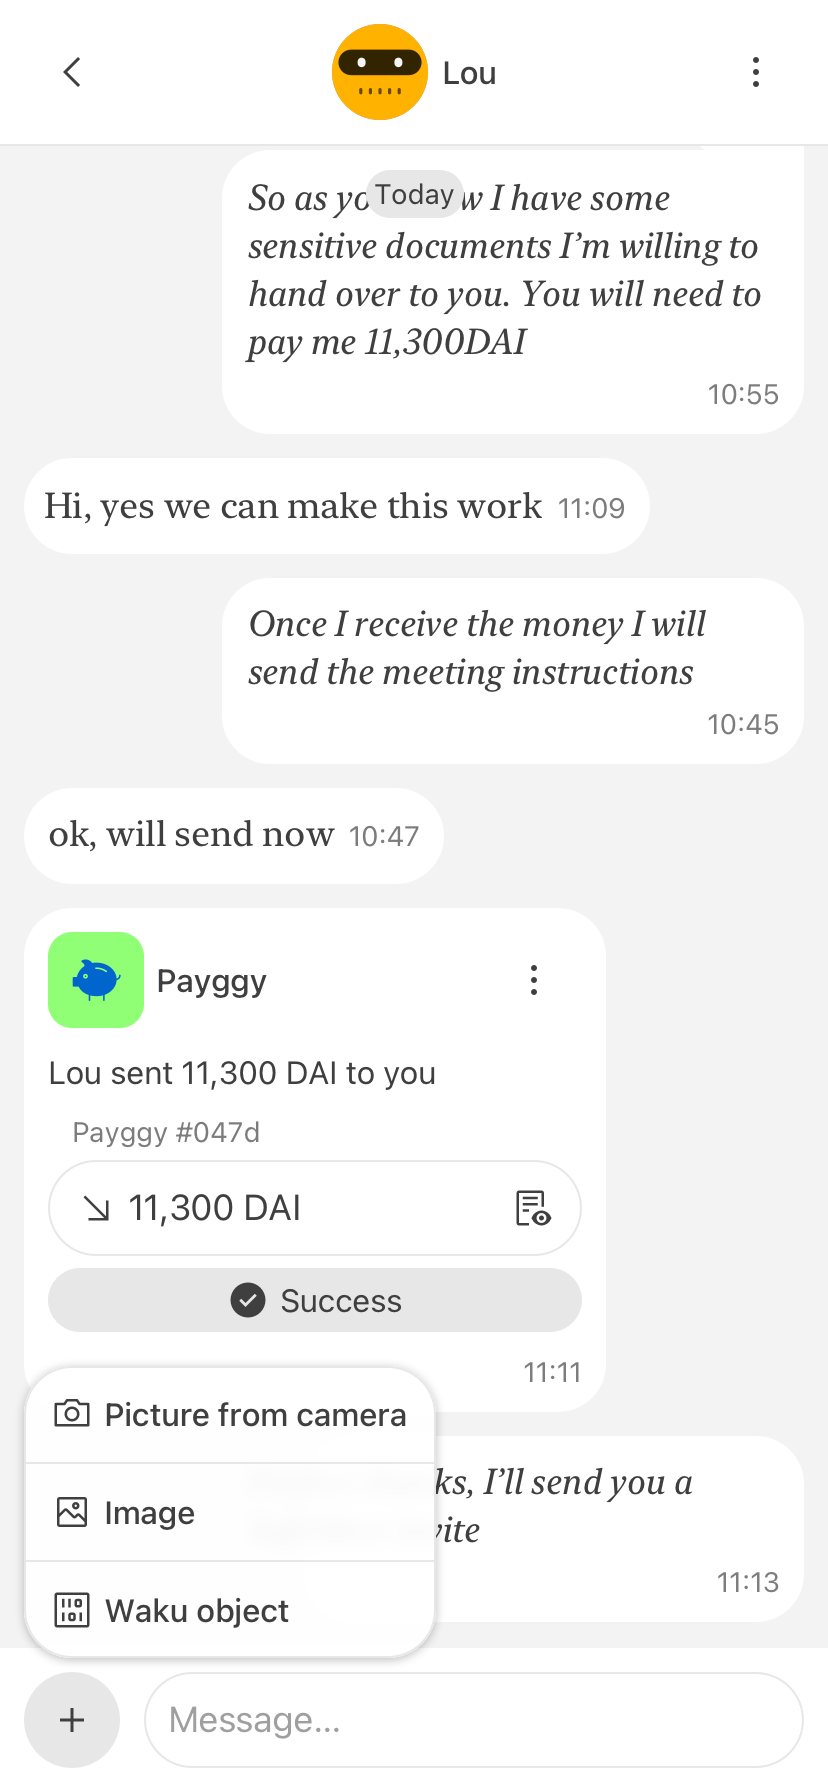 Lou
Today
So as yo w I have some
sensitive documents I’m willing to
hand over to you. You will need to
pay me 11,300DAI
10:55
Hi, yes we can make this work 11:09
Once I receive the money I will
send the meeting instructions
10:45
ok, will send now 10:47
Payggy
Lou sent 11,300 DAI to you
Payggy #047d
11,300 DAI
Success
11:11
ks, I’ll send you a
vite
11:13
Picture from camera
Image
Waku object
Message...